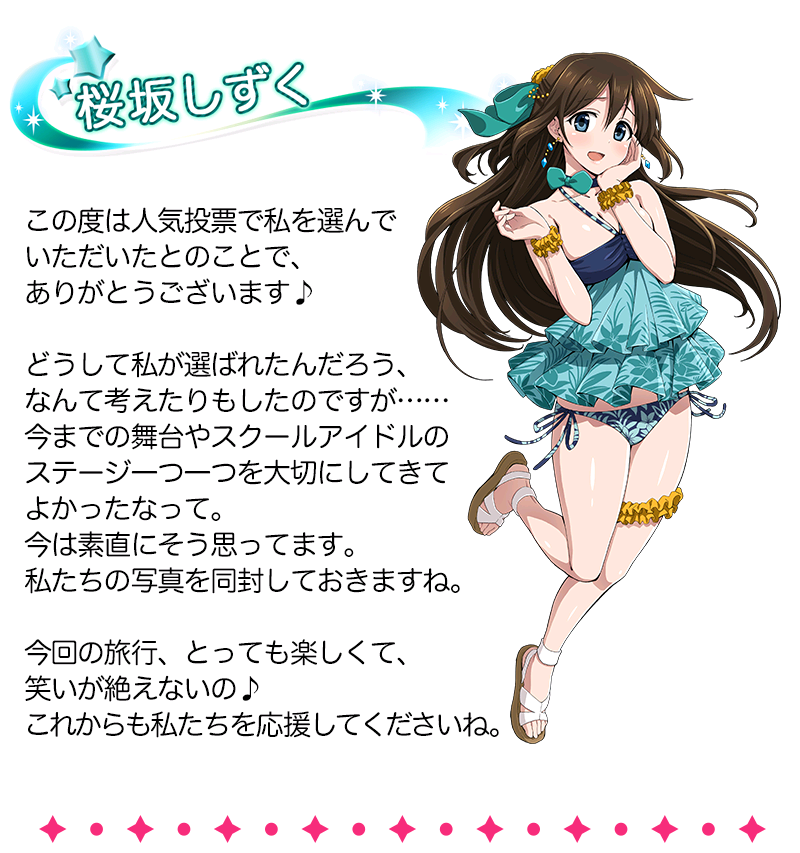 桜坂しずく
この度は人気投票で私を選んで
いただいたとのことで、
ありがとうございます♪
どうして私が選ばれたんだろう、
なんて考えたりもしたのですが……
今までの舞台やスクールアイドルの
ステージ一つ一つを大切にしてきて
よかったなって。
今は素直にそう思ってます。
私たちの写真を同封しておきますね。
今回の旅行、とっても楽しくて、
笑いが絶えないの♪
これからも私たちを応援してくださいね。